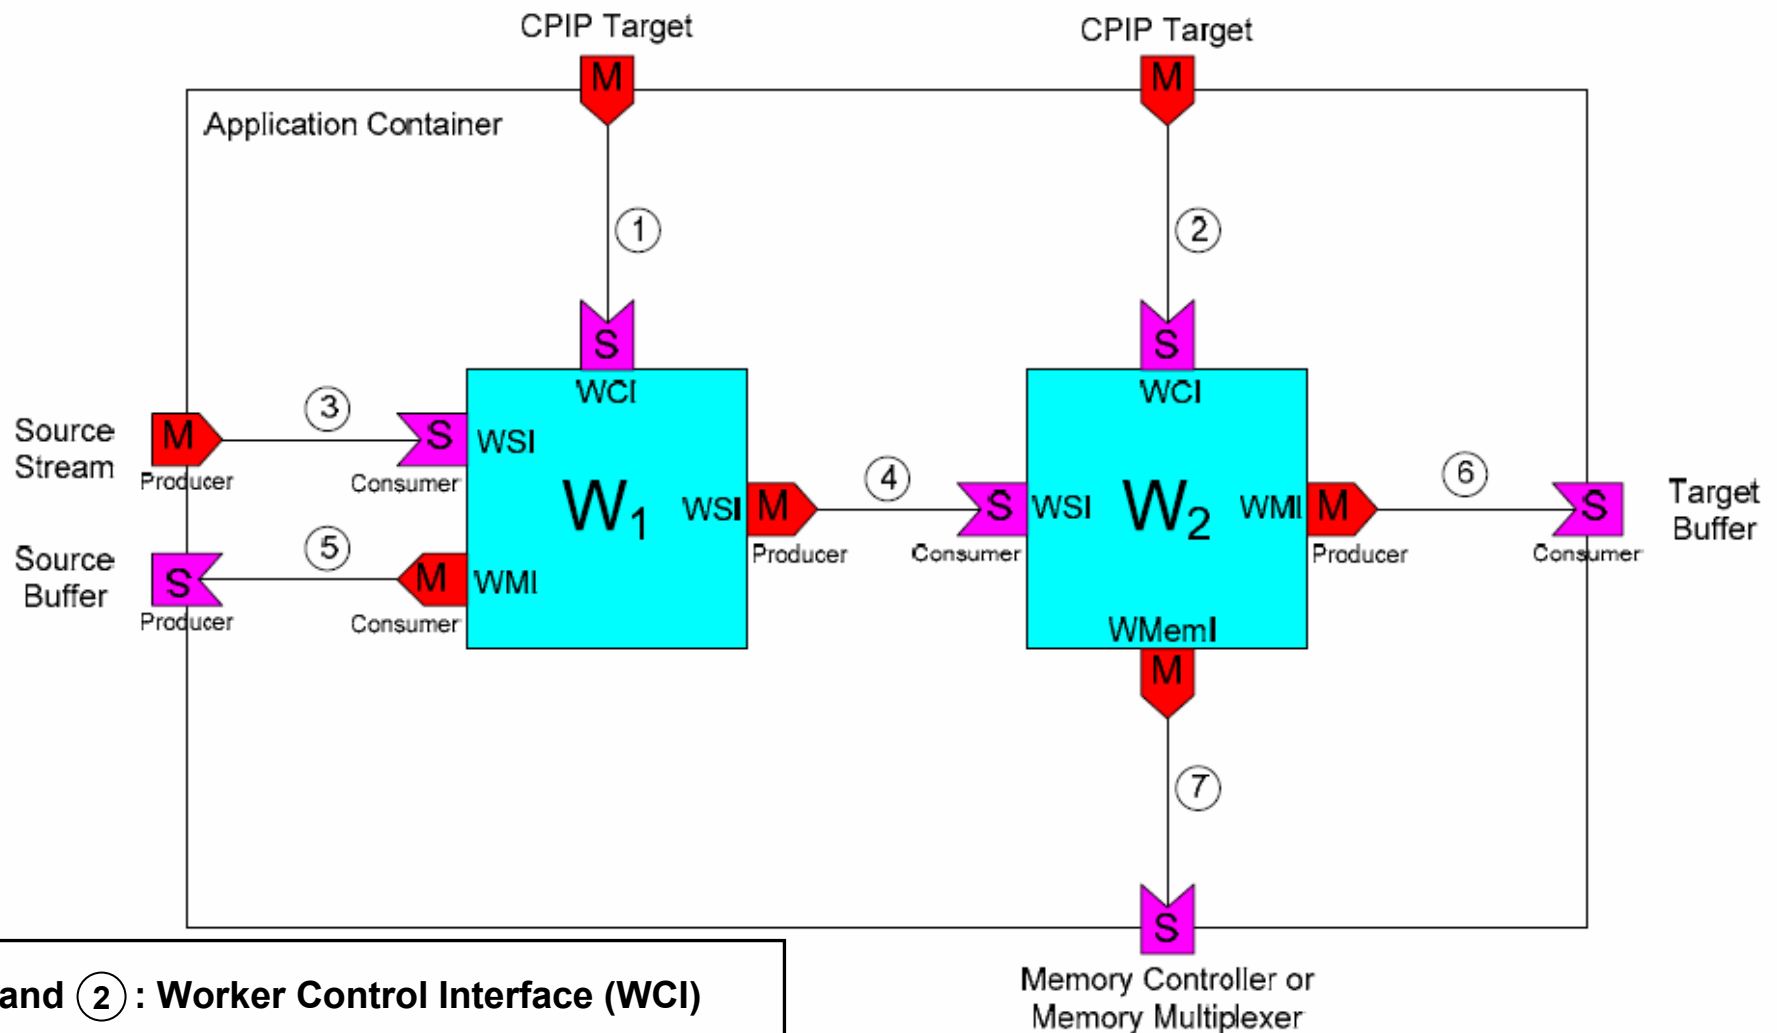 CPIP Target
CPIP Target
M
M
Application Container
1
2
S
S
WCI
WCI
3
Source
Stream
M
S
WSI
Producer
Consumer
W1
WSI
M
Producer
4
S
WSI
Consumer
W2
WMI
M
Producer
6
S
Consumer
Target
Buffer
Source
Buffer
5
S
M
WMI
Producer
Consumer
WMemI
M
7
S
Memory Controller or
Memory Multiplexer
and 2 : Worker Control Interface (WCI)